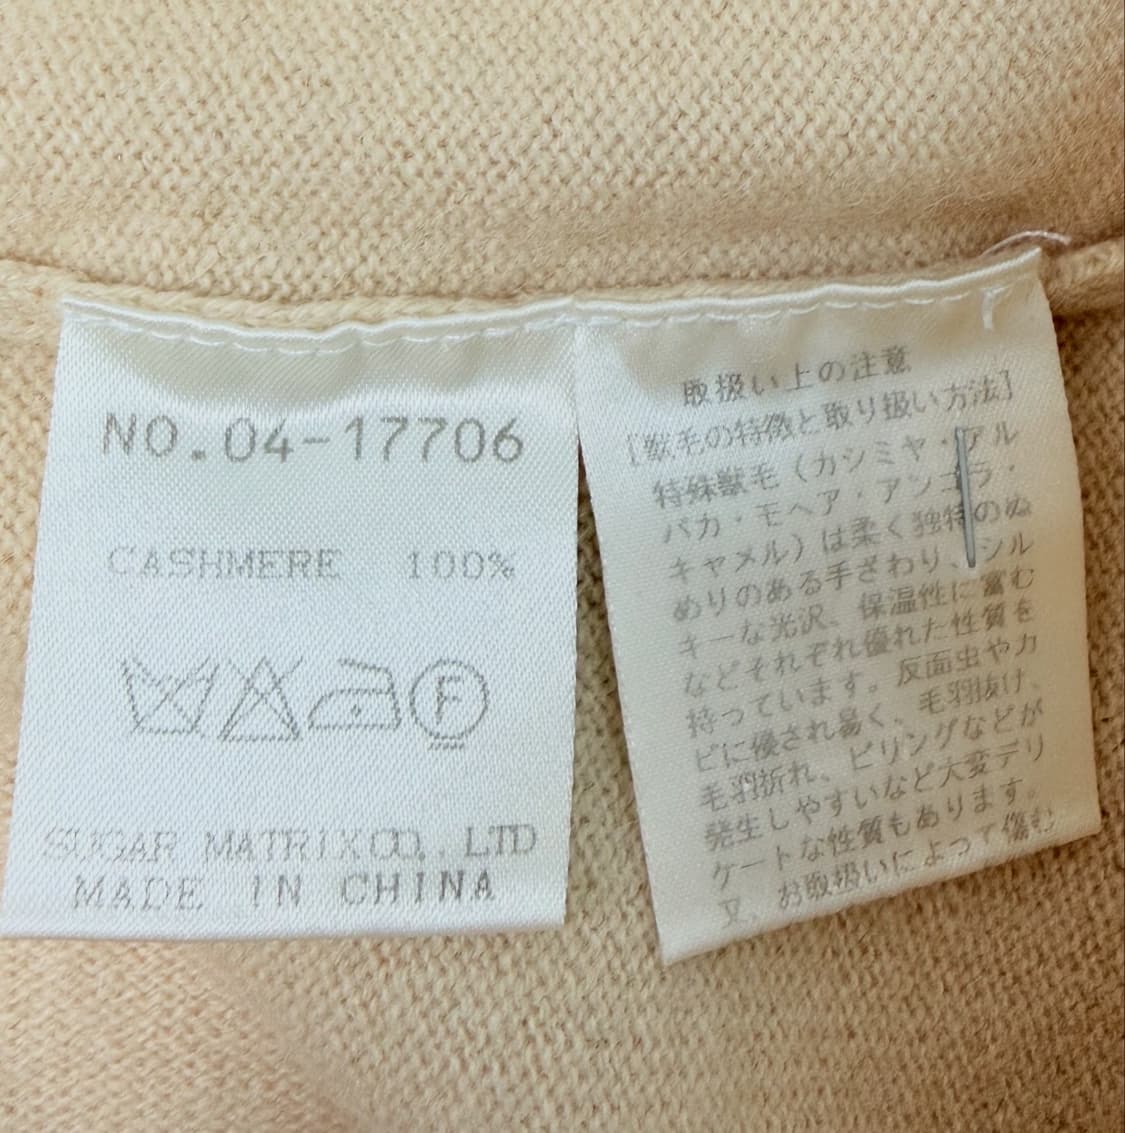 NO.04-17706
CASHMERE 100%
F
SUGAR MATRIX CO., LTD
MADE IN CHINA
取扱い上の注意
[獣毛の特徴と取り扱い方法]
特殊獣毛(カシミヤ・アル
パカ・モヘア・アンゴラ・
キャメル)は柔く独特のぬ
めりのある手ざわり、シル
キーな光沢、保温性に富む
などそれぞれ優れた性質を
持っています。反面虫やカ
ビに侵され易く、毛羽抜け、
毛羽折れ、ピリングなどが
発生しやすいなど大変デリ
ケートな性質もあります。
又、お取扱いによって傷む